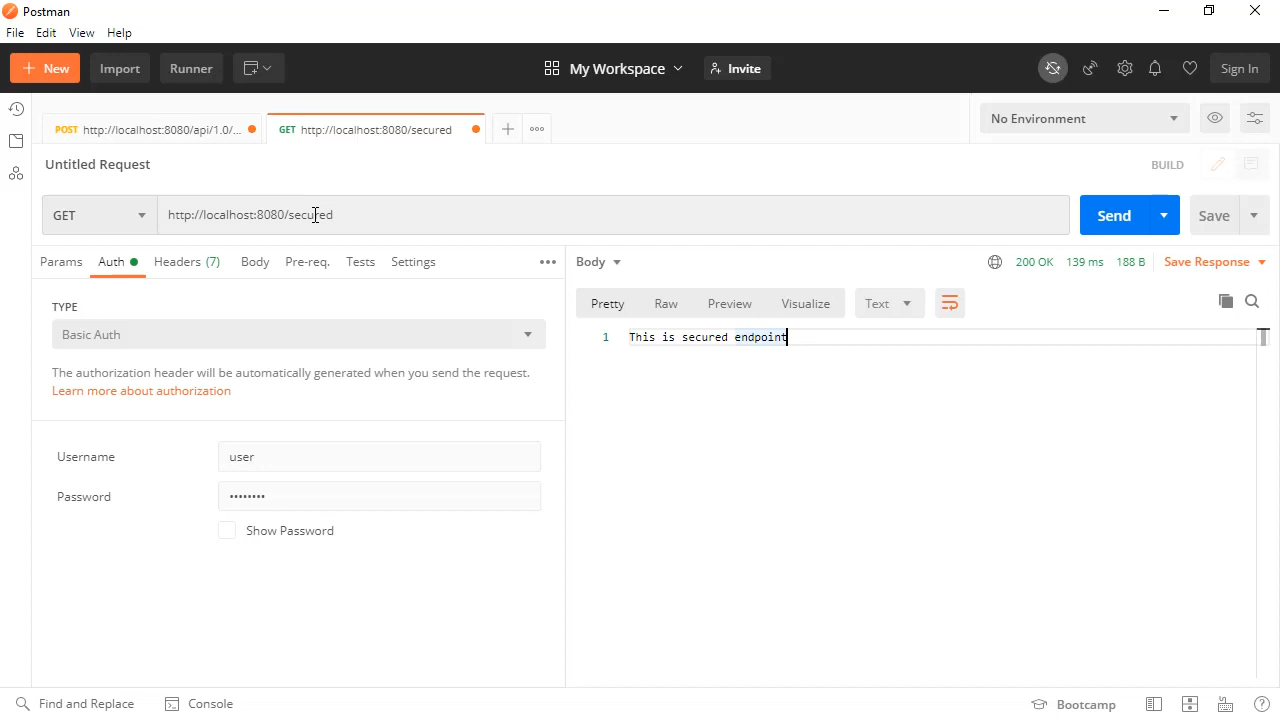 Postman
File Edit View Help
New Import Runner My Workspace Invite Sign In
POST http://localhost:8080/api/1.0/... GET http://localhost:8080/secured No Environment
Untitled Request BUILD
GET http://localhost:8080/secured Send Save
Params Auth Headers (7) Body Pre-req. Tests Settings Body 200 OK 139 ms 188 B Save Response
Pretty Raw Preview Visualize Text
TYPE
Basic Auth
1 This is secured endpoint
The authorization header will be automatically generated when you send the request.
Learn more about authorization
Username user
Password ••••••••
Show Password
Find and Replace Console Bootcamp